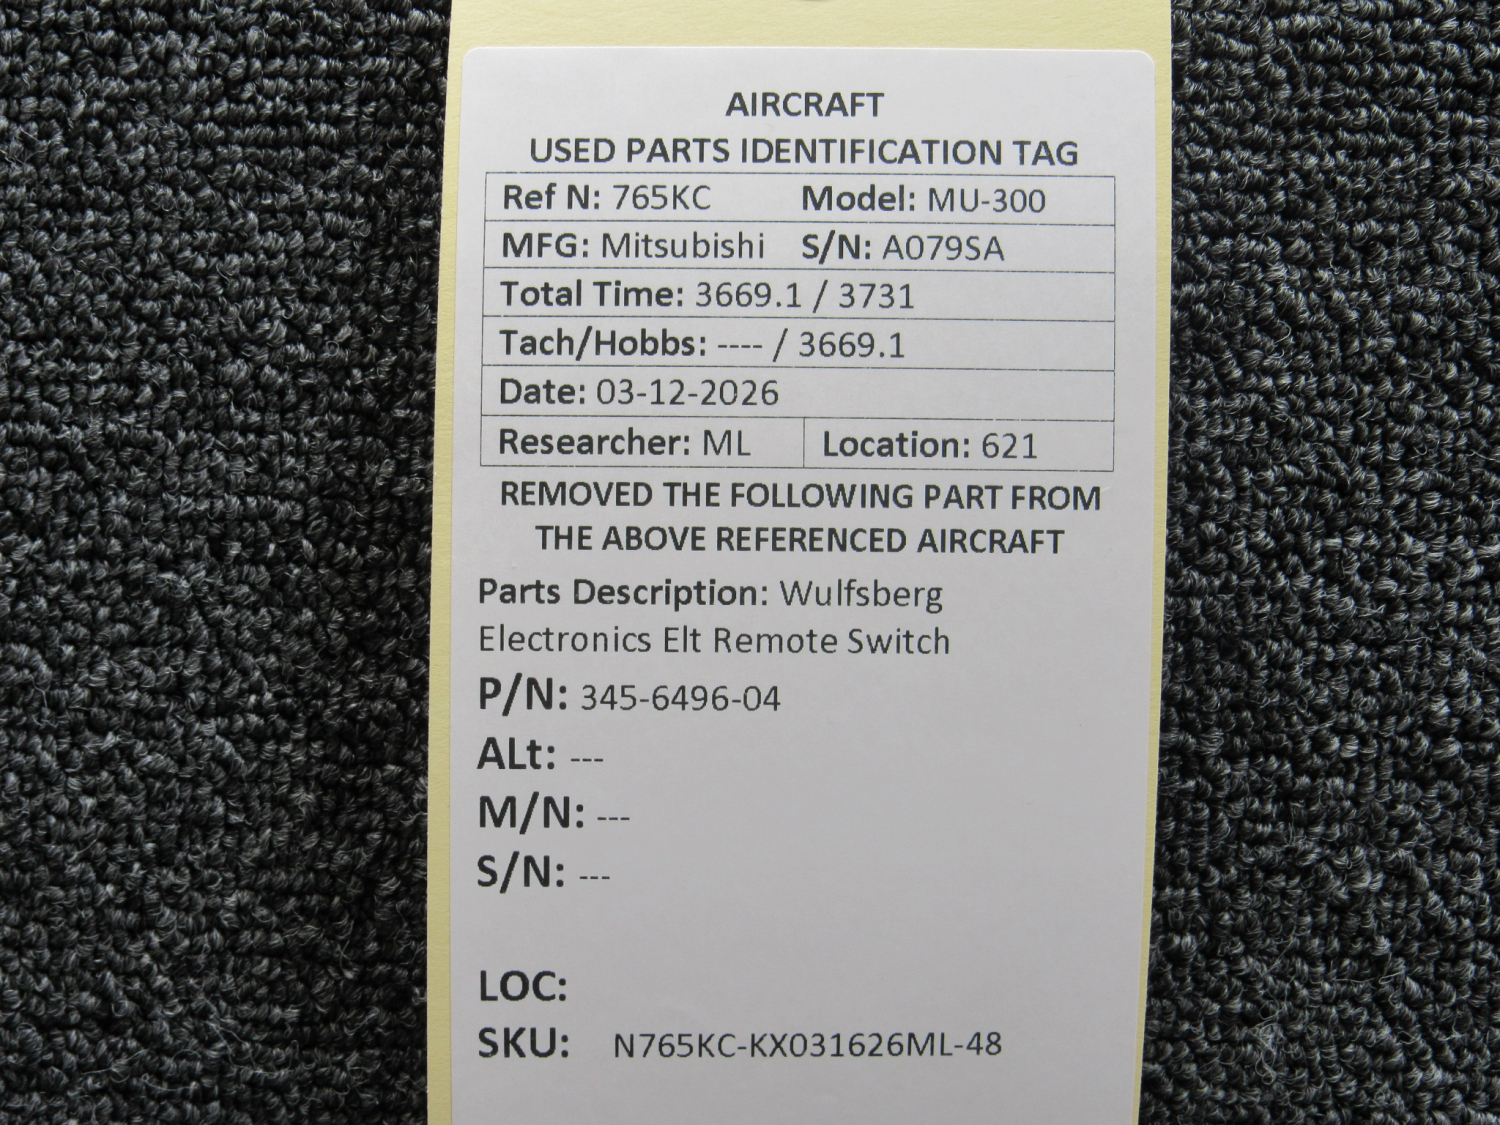 AIRCRAFT
USED PARTS IDENTIFICATION TAG
Ref N: 765KC Model: MU-300
MFG: Mitsubishi S/N: A079SA
Total Time: 3669.1 / 3731
Tach/Hobbs: ---- / 3669.1
Date: 03-12-2026
Researcher: ML Location: 621
REMOVED THE FOLLOWING PART FROM
THE ABOVE REFERENCED AIRCRAFT
Parts Description: Wulfsberg
Electronics Elt Remote Switch
P/N: 345-6496-04
ALt: ---
M/N: ---
S/N: ---
LOC:
SKU: N765KC-KX031626ML-48